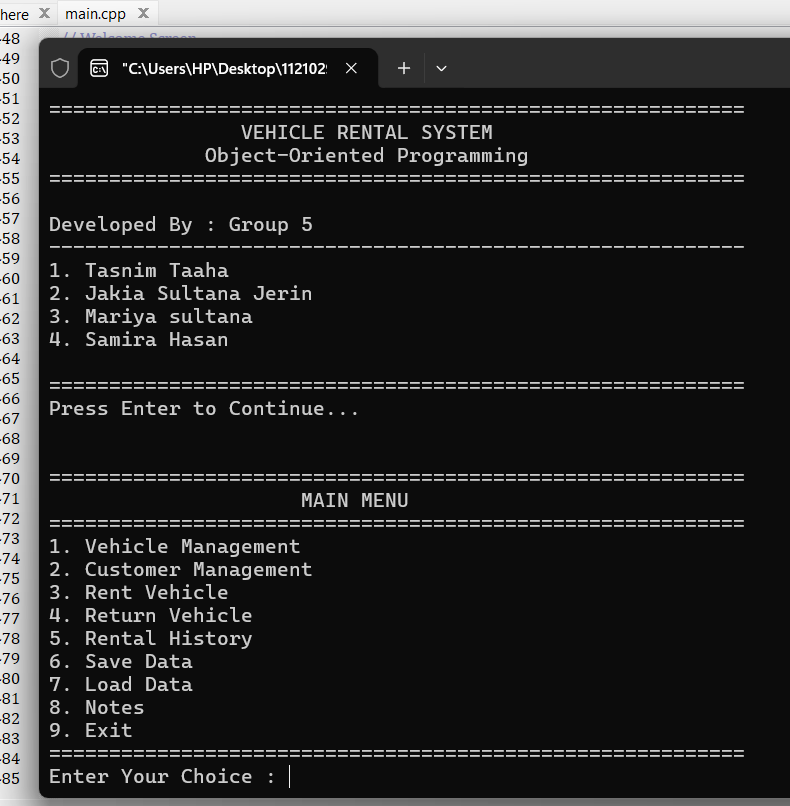 here X main.cpp X
48 // Welcome Screen
49
"C:\Users\HP\Desktop\112102
50
51
======================================================
52
VEHICLE RENTAL SYSTEM
53
Object-Oriented Programming
54
======================================================
55
56
Developed By : Group 5
57
58
------------------------------------------------------
59
1. Tasnim Taaha
60
2. Jakia Sultana Jerin
61
3. Mariya sultana
62
4. Samira Hasan
63
64
======================================================
65
66
Press Enter to Continue...
67
68
69
======================================================
70
MAIN MENU
71
======================================================
72
1. Vehicle Management
73
2. Customer Management
74
3. Rent Vehicle
75
4. Return Vehicle
76
5. Rental History
77
6. Save Data
78
7. Load Data
79
8. Notes
80
9. Exit
81
======================================================
82
Enter Your Choice :
83
84
85